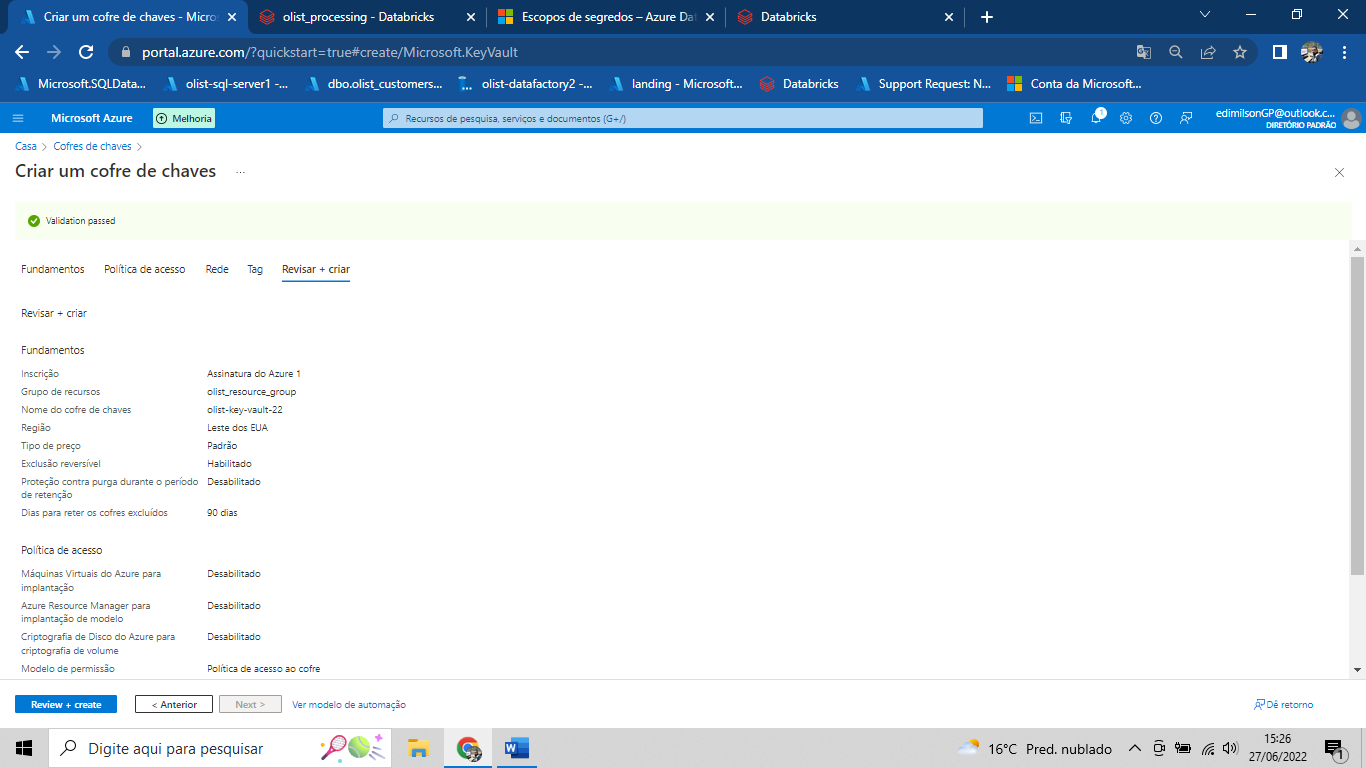 Criar um cofre de chaves - Micros
olist_processing - Databricks
Escopos de segredos – Azure Da
Databricks
portal.azure.com/?quickstart=true#create/Microsoft.KeyVault
Microsoft.SQLData...
olist-sql-server1 -...
dbo.olist_customers...
olist-datafactory2 -...
landing - Microsoft...
Databricks
Support Request: N...
Conta da Microsoft...
Microsoft Azure
Melhoria
Recursos de pesquisa, serviços e documentos (G+/)
1
edimilsonGP@outlook.c...
DIRETÓRIO PADRÃO
Casa > Cofres de chaves >
Criar um cofre de chaves ...
Validation passed
Fundamentos Política de acesso Rede Tag Revisar + criar
Revisar + criar
Fundamentos
Inscrição Assinatura do Azure 1
Grupo de recursos olist_resource_group
Nome do cofre de chaves olist-key-vault-22
Região Leste dos EUA
Tipo de preço Padrão
Exclusão reversível Habilitado
Proteção contra purga durante o período Desabilitado
de retenção
Dias para reter os cofres excluídos 90 dias
Política de acesso
Máquinas Virtuais do Azure para Desabilitado
implantação
Azure Resource Manager para Desabilitado
implantação de modelo
Criptografia de Disco do Azure para Desabilitado
criptografia de volume
Modelo de permissão Política de acesso ao cofre
Review + create < Anterior Next > Ver modelo de automação
Dê retorno
Digite aqui para pesquisar
16°C Pred. nublado
15:26
27/06/2022
1